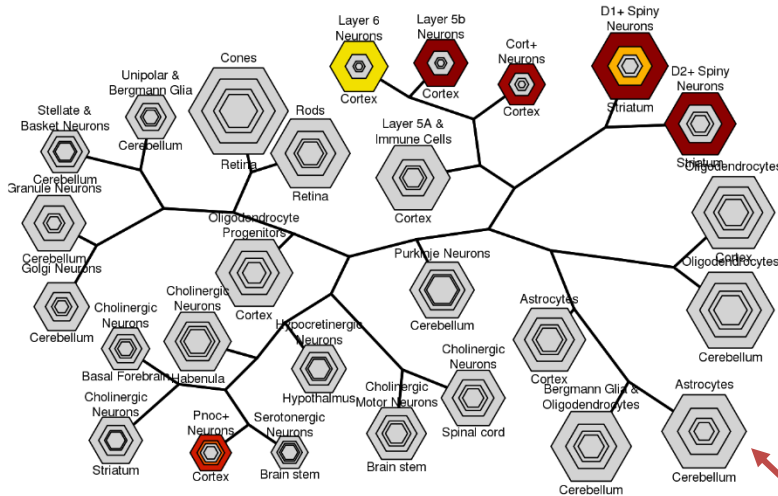 Layer 6
Neurons
Cortex
Layer 5b
Neurons
Cortex
Cort+
Neurons
Cortex
D1+ Spiny
Neurons
Striatum
D2+ Spiny
Neurons
Striatum
Cones
Retina
Rods
Retina
Unipolar &
Bergmann Glia
Cerebellum
Stellate &
Basket Neurons
Cerebellum
Granule Neurons
Cerebellum
Golgi Neurons
Cerebellum
Layer 5A &
Immune Cells
Cortex
Oligodendrocytes
Cortex
Oligodendrocytes
Cerebellum
Oligodendrocyte
Progenitors
Cortex
Purkinje Neurons
Cerebellum
Astrocytes
Cortex
Cholinergic
Neurons
Basal Forebrain
Cholinergic
Neurons
Habenula
Hypocretinergic
Neurons
Hypothalmus
Cholinergic
Neurons
Striatum
Pnoc+
Neurons
Cortex
Serotonergic
Neurons
Brain stem
Cholinergic
Motor Neurons
Brain stem
Cholinergic
Neurons
Spinal cord
Bergmann Glia &
Oligodendrocytes
Cerebellum
Astrocytes
Cerebellum